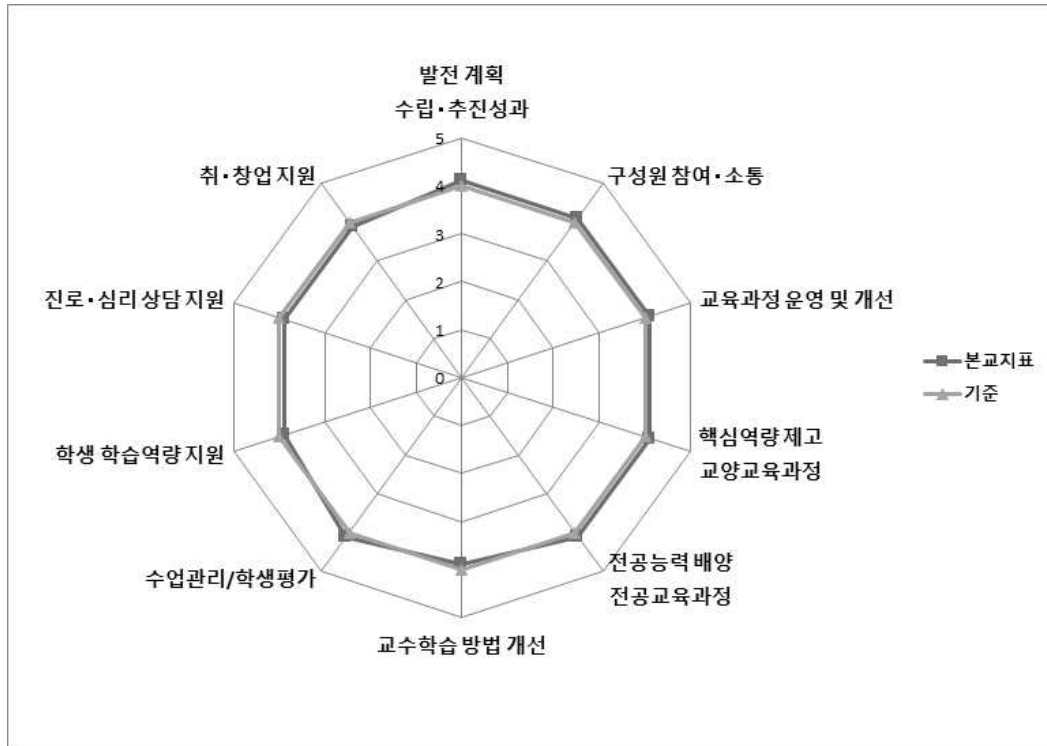 발전 계획
수립·추진성과
5
취·창업 지원
구성원 참여·소통
4
3
진로·심리 상담 지원
교육과정 운영 및 개선
2
1
본교지표
0
기준
학생 학습역량 지원
핵심역량 제고
교양교육과정
수업관리/학생평가
전공능력 배양
전공교육과정
교수학습 방법 개선